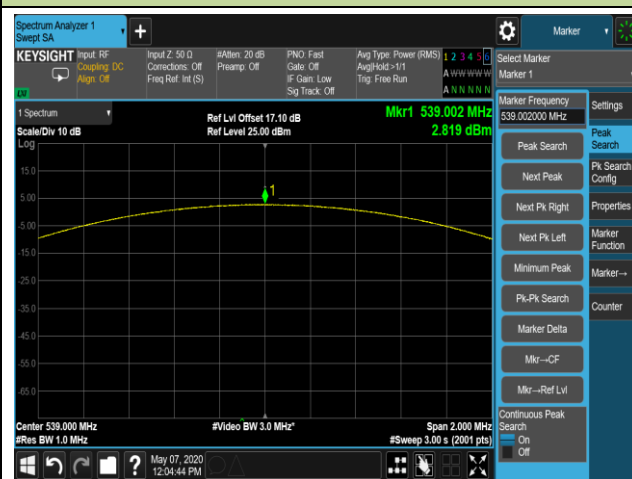 Spectrum Analyzer 1
Swept SA
+
Marker
KEYSIGHT
Input: RF
Coupling: DC
Align: Off
Input Z: 50 Ω
Corrections: Off
Freq Ref: Int (S)
#Atten: 20 dB
Preamp: Off
PNO: Fast
Gate: Off
IF Gain: Low
Sig Track: Off
Avg Type: Power (RMS)
Avg|Hold:>1/1
Trig: Free Run
1 2 3 4 5 6
A W W W W W
A N N N N N
Select Marker
Marker 1
1 Spectrum
Scale/Div 10 dB
Log
Ref Lvl Offset 17.10 dB
Ref Level 25.00 dBm
Mkr1 539.002 MHz
2.819 dBm
15.0
5.00
-5.00
-15.0
-25.0
-35.0
-45.0
-55.0
-65.0
1
Center 539.000 MHz
#Res BW 1.0 MHz
#Video BW 3.0 MHz*
Span 2.000 MHz
#Sweep 3.00 s (2001 pts)
Marker Frequency
539.002000 MHz
Peak Search
Next Peak
Next Pk Right
Next Pk Left
Minimum Peak
Pk-Pk Search
Marker Delta
Mkr→CF
Mkr→Ref Lvl
Continuous Peak
Search
On
Off
Settings
Peak
Search
Pk Search
Config
Properties
Marker
Function
Marker→
Counter
?
May 07, 2020
12:04:44 PM